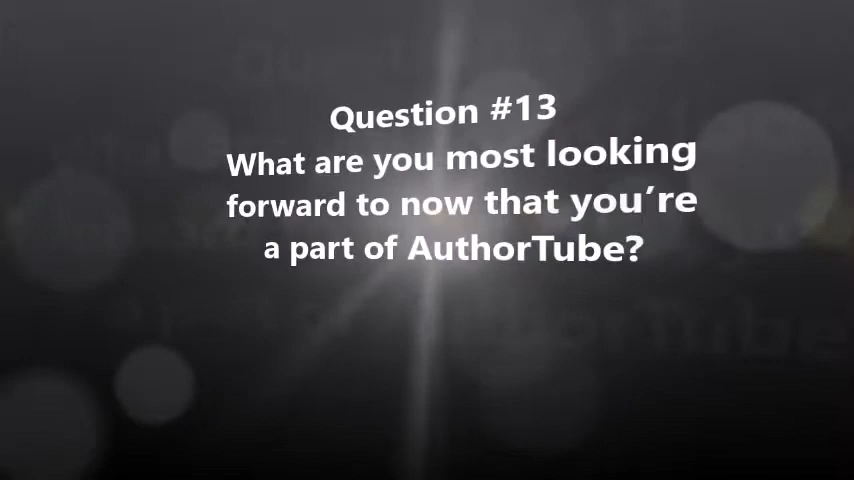 Question #13
What are you most looking
forward to now that you’re
a part of AuthorTube?